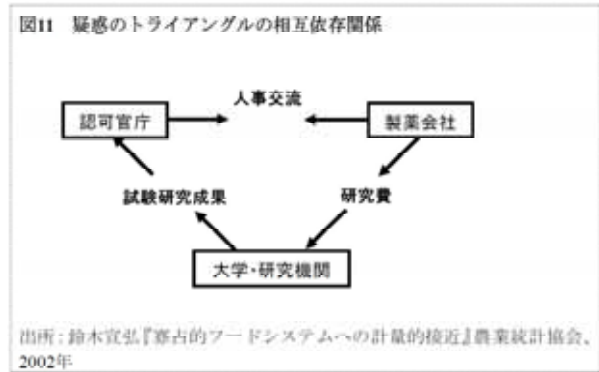 図11　疑惑のトライアングルの相互依存関係
人事交流
認可官庁
製薬会社
試験研究成果
研究費
大学・研究機関
出所：鈴木宣弘『寡占的フードシステムへの計量的接近』農業統計協会、
2002年